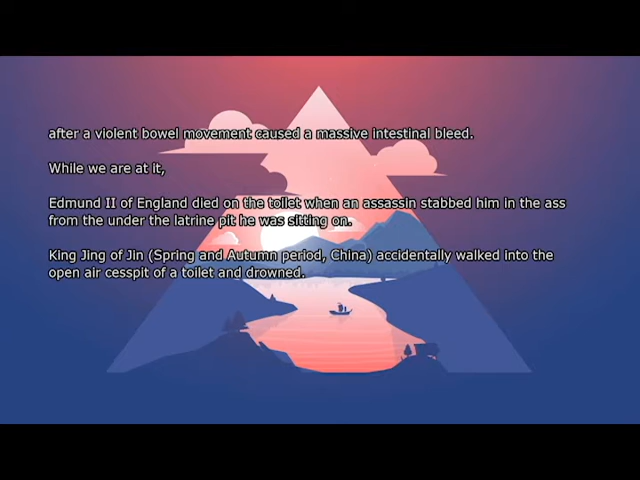 after a violent bowel movement caused a massive intestinal bleed.
While we are at it,
Edmund II of England died on the toilet when an assassin stabbed him in the ass
from the under the latrine pit he was sitting on.
King Jing of Jin (Spring and Autumn period, China) accidentally walked into the
open air cesspit of a toilet and drowned.